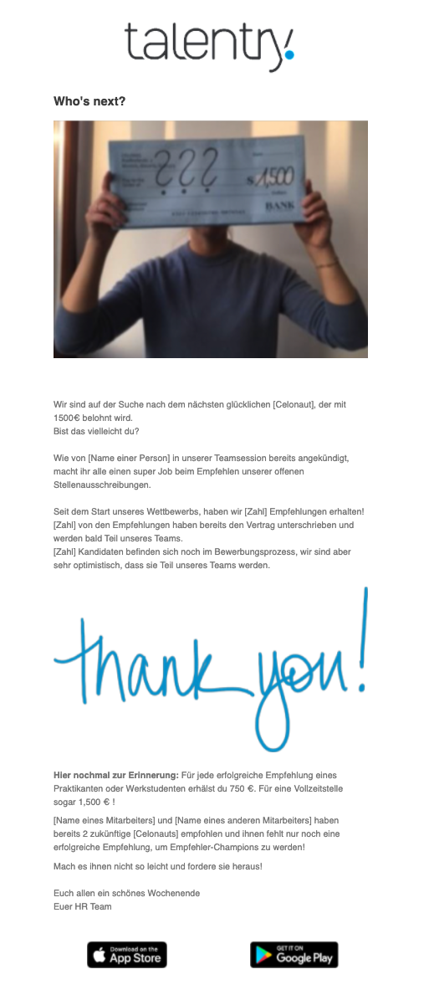 talentry
Who's next?
???
$1,500
BANK
Wir sind auf der Suche nach dem nächsten glücklichen [Celonaut], der mit
1500€ belohnt wird.
Bist das vielleicht du?
Wie von [Name einer Person] in unserer Teamsession bereits angekündigt,
macht ihr alle einen super Job beim Empfehlen unserer offenen
Stellenausschreibungen.
Seit dem Start unseres Wettbewerbs, haben wir [Zahl] Empfehlungen erhalten!
[Zahl] von den Empfehlungen haben bereits den Vertrag unterschrieben und
werden bald Teil unseres Teams.
[Zahl] Kandidaten befinden sich noch im Bewerbungsprozess, wir sind aber
sehr optimistisch, dass sie Teil unseres Teams werden.
thank you!
Hier nochmal zur Erinnerung: Für jede erfolgreiche Empfehlung eines
Praktikanten oder Werkstudenten erhälst du 750 €. Für eine Vollzeitstelle
sogar 1,500 € !
[Name eines Mitarbeiters] und [Name eines anderen Mitarbeiters] haben
bereits 2 zukünftige [Celonauts] empfohlen und ihnen fehlt nur noch eine
erfolgreiche Empfehlung, um Empfehler-Champions zu werden!
Mach es ihnen nicht so leicht und fordere sie heraus!
Euch allen ein schönes Wochenende
Euer HR Team
Download on the
App Store
GET IT ON
Google Play